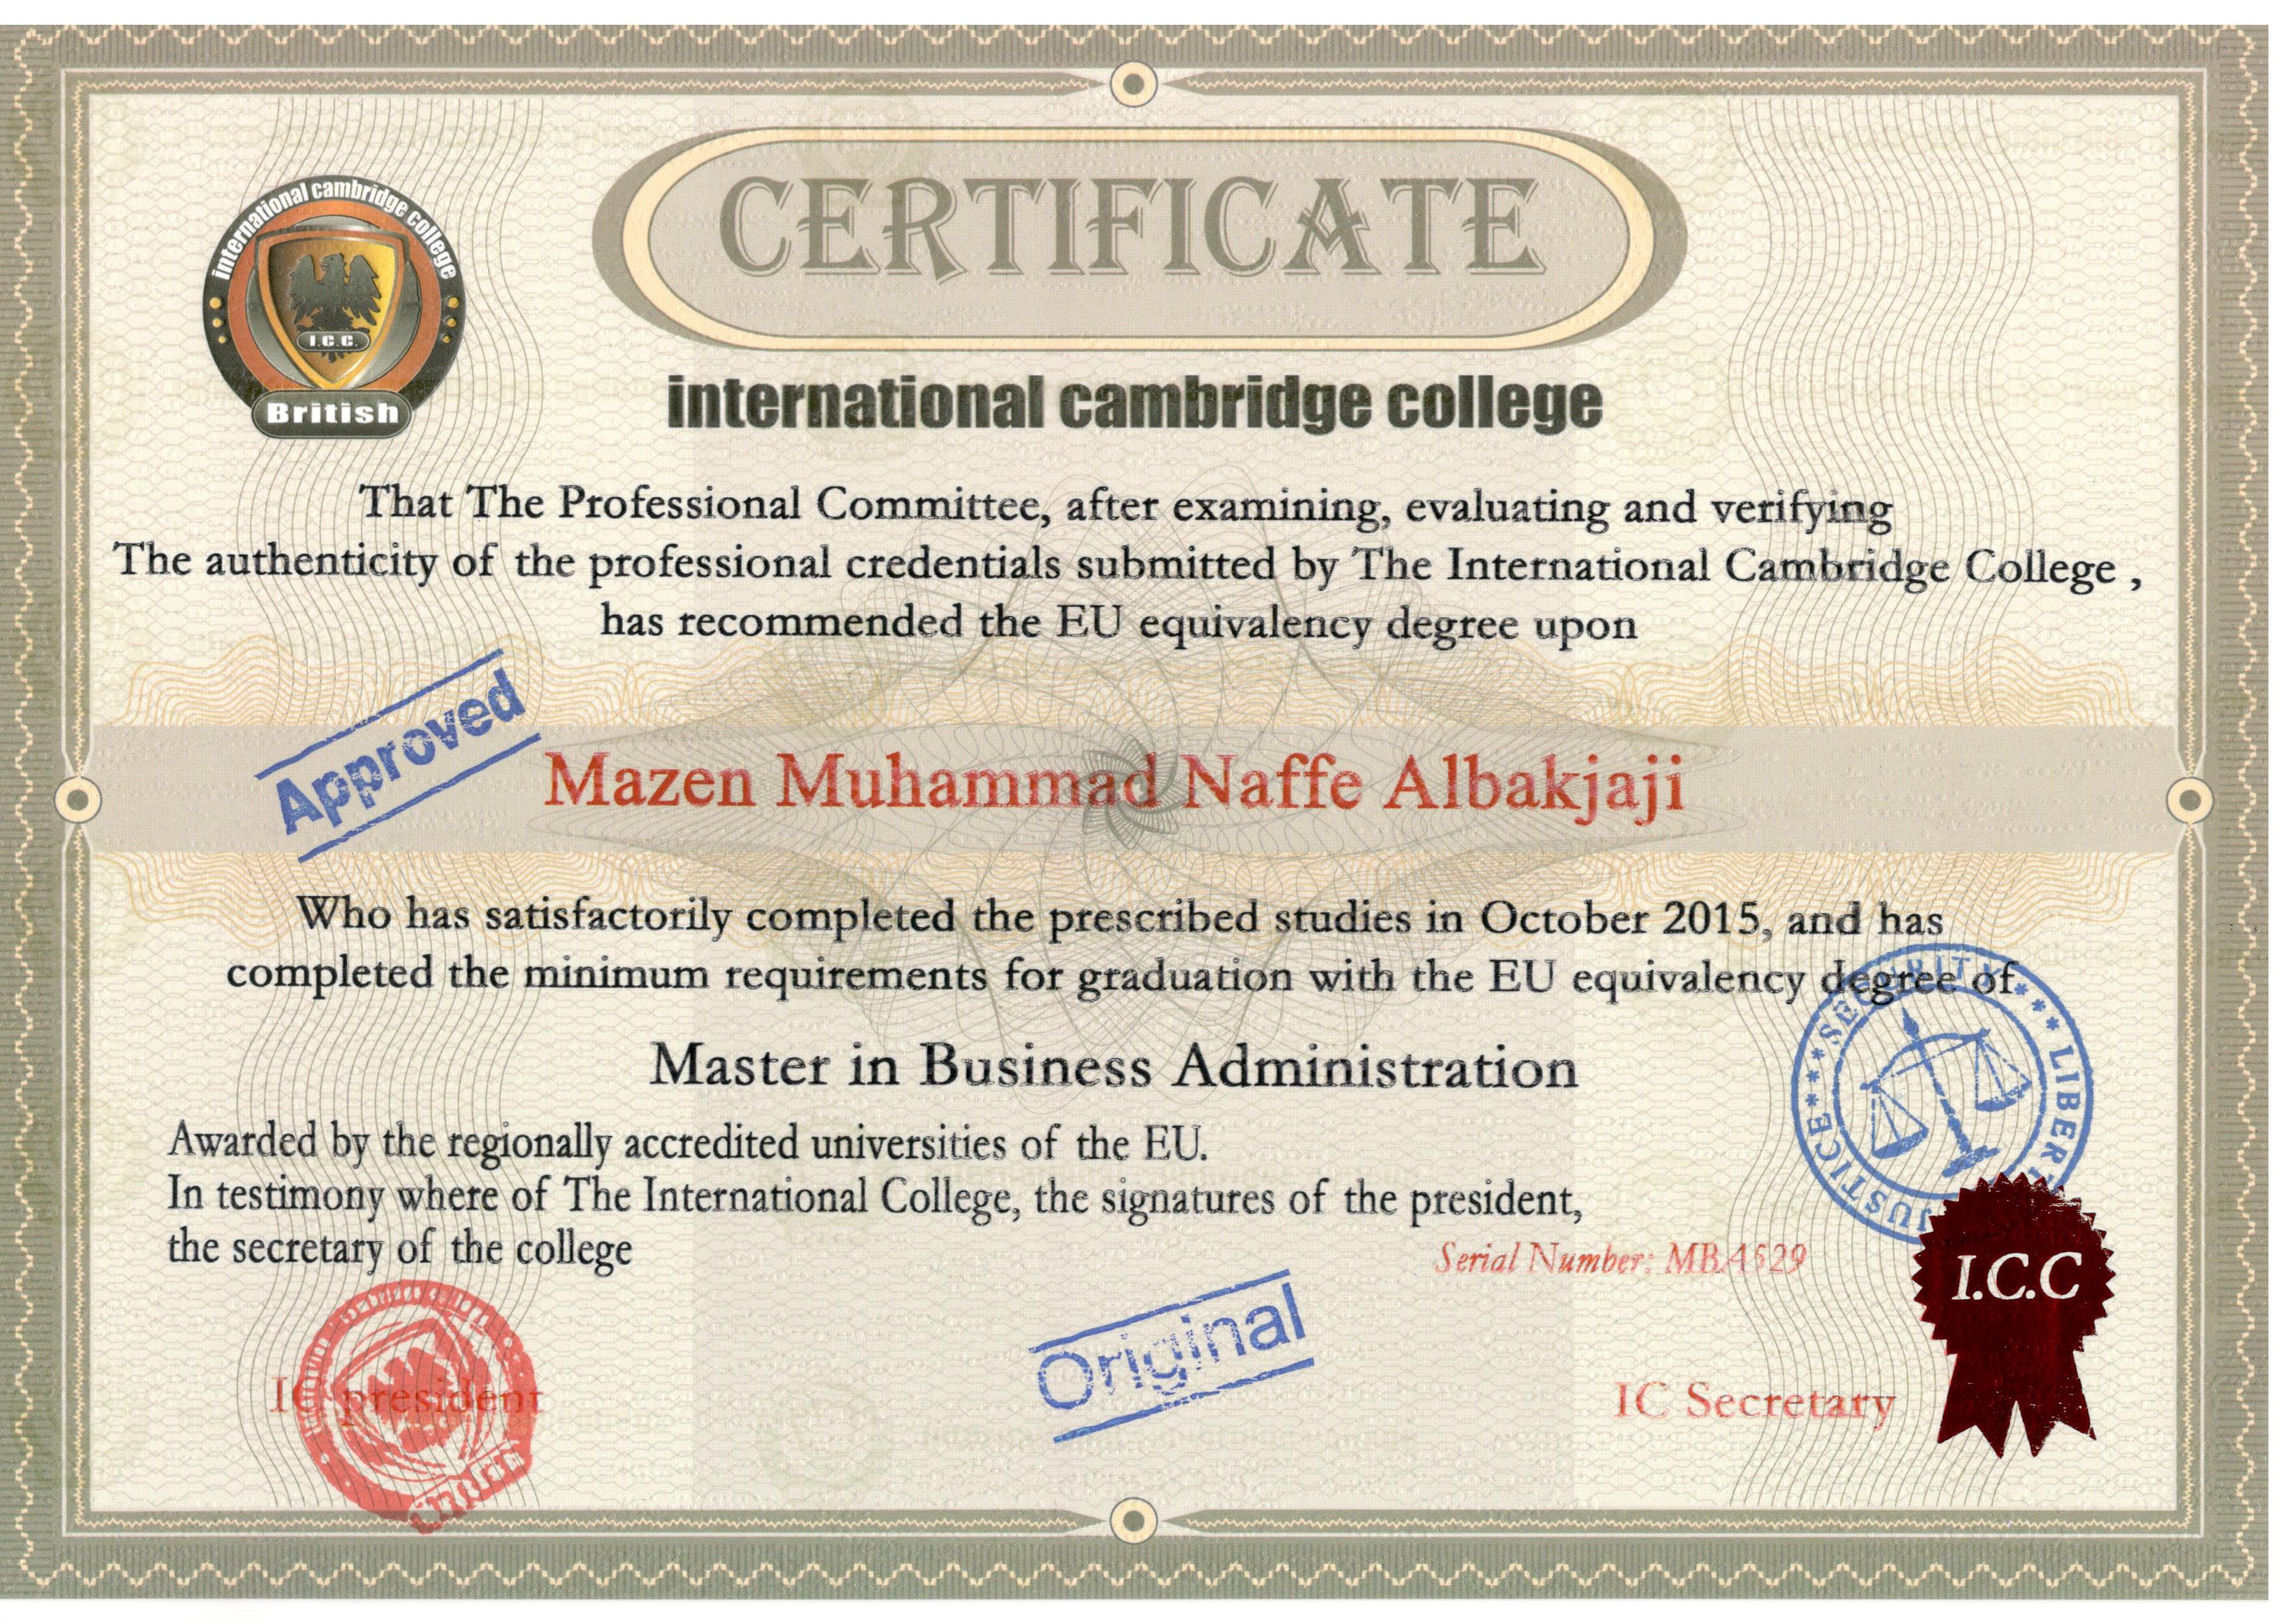 international cambridge college
I.C.C.
British
CERTIFICATE
international cambridge college
That The Professional Committee, after examining, evaluating and verifying
The authenticity of the professional credentials submitted by The International Cambridge College ,
has recommended the EU equivalency degree upon
Approved
Mazen Muhammad Naffe Albakjaji
Who has satisfactorily completed the prescribed studies in October 2015, and has
completed the minimum requirements for graduation with the EU equivalency degree of
Master in Business Administration
Awarded by the regionally accredited universities of the EU.
In testimony where of The International College, the signatures of the president,
the secretary of the college
JUSTICE*** SECURITY *** LIBERT
Serial Number: MBA4529
I.C.C
Original
IC president
IC Secretary